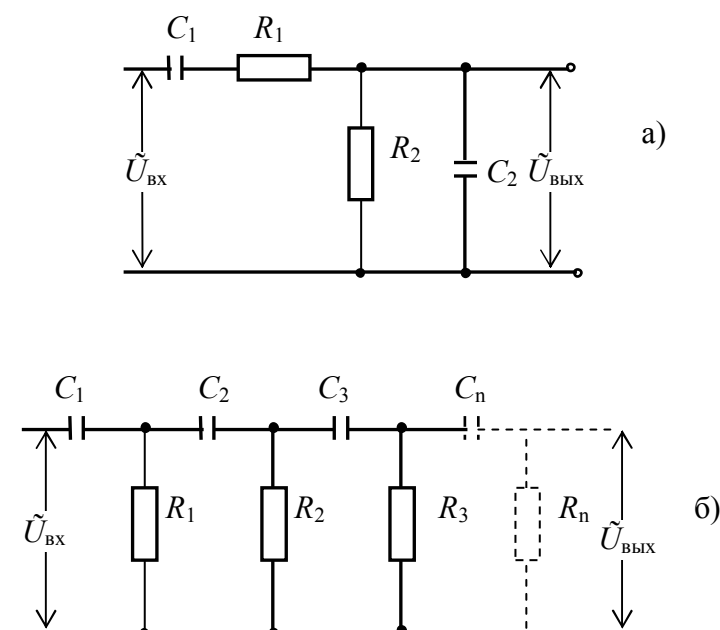 C₁ R₁
R₂
а)
Ũвх
C₂ Ũвых
C₁ C₂ C₃ Cn
R₁ R₂ R₃ Rn б)
Ũвх Ũвых